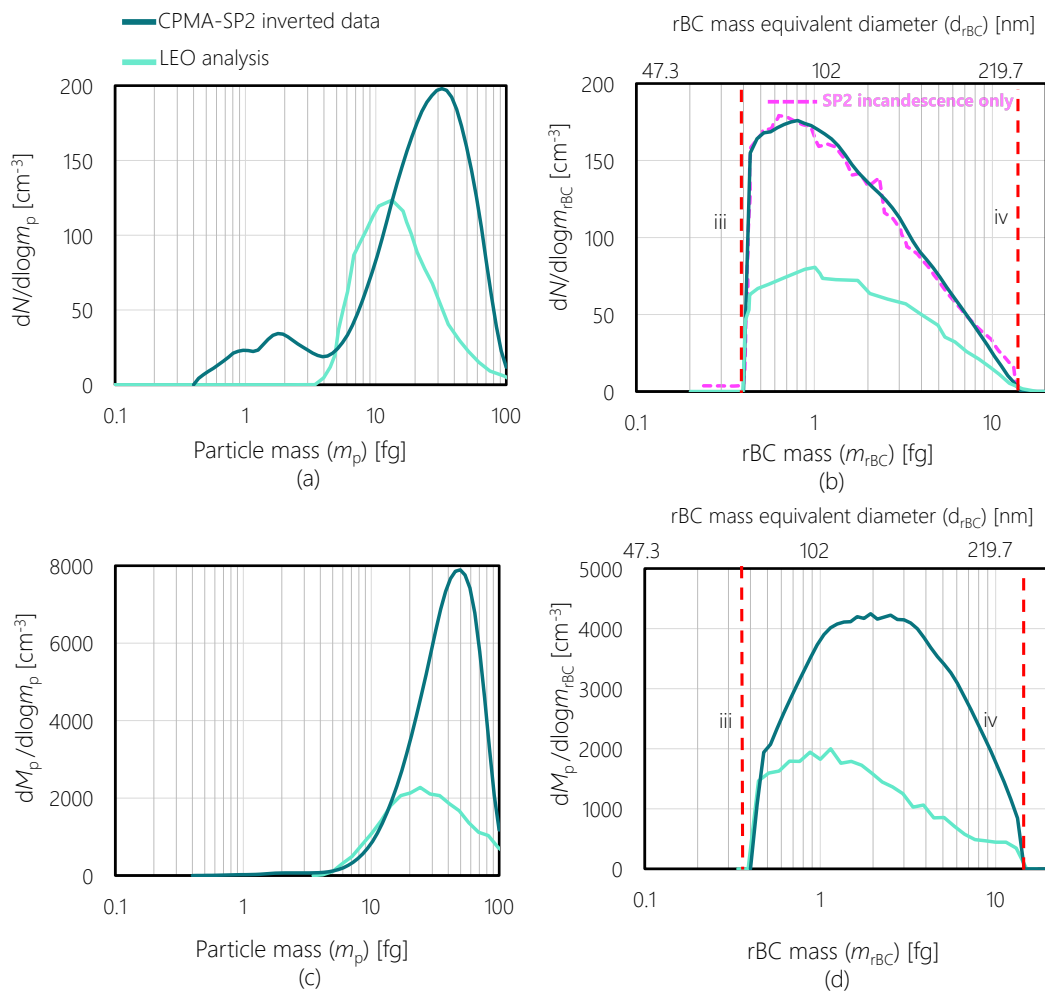 CPMA-SP2 inverted data
LEO analysis
200
150
100
50
0
dN/dlogmp [cm-3]
0.1
1
10
100
Particle mass (mp) [fg]
(a)
rBC mass equivalent diameter (drBC) [nm]
47.3
102
219.7
200
150
100
50
0
dN/dlogmrBC [cm-3]
SP2 incandescence only
iii
iv
0.1
1
10
rBC mass (mrBC) [fg]
(b)
8000
6000
4000
2000
0
dMp/dlogmp [cm-3]
0.1
1
10
100
Particle mass (mp) [fg]
(c)
rBC mass equivalent diameter (drBC) [nm]
47.3
102
219.7
5000
4000
3000
2000
1000
0
dMp/dlogmrBC [cm-3]
iii
iv
0.1
1
10
rBC mass (mrBC) [fg]
(d)